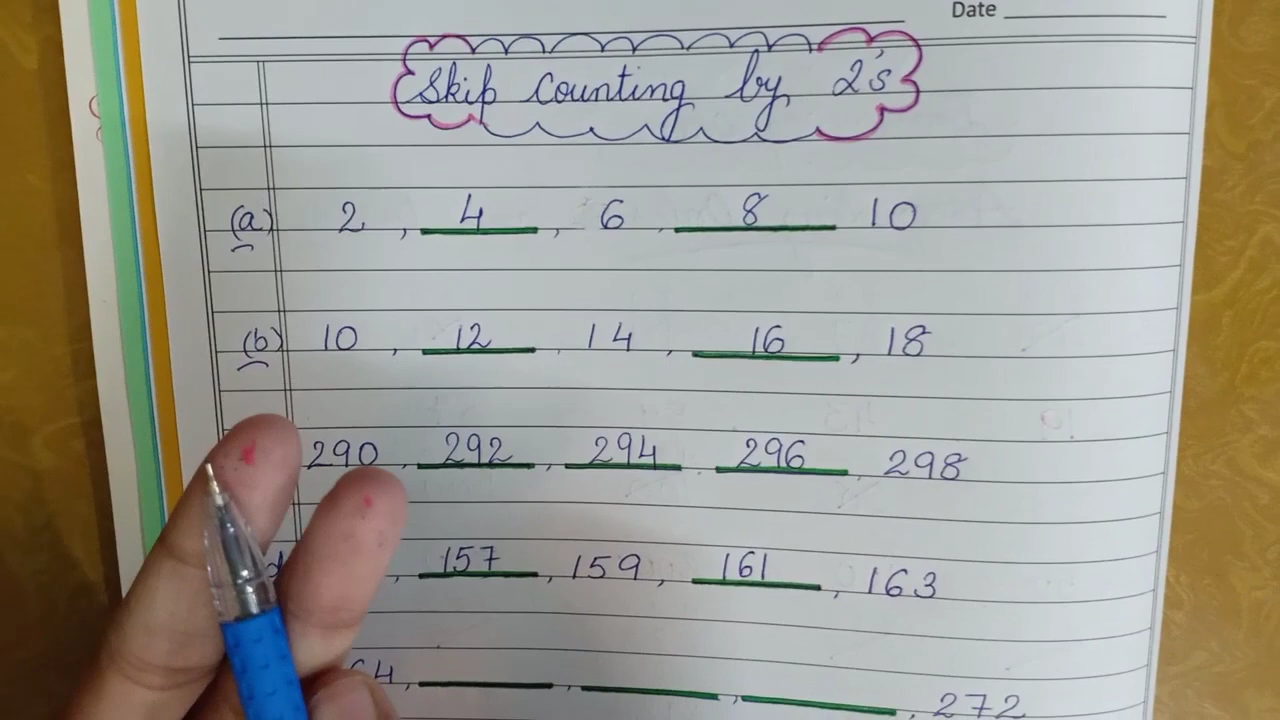 Date
Skip Counting by 2's
(a) 2, 4, 6, 8 10
(b) 10, 12, 14, 16, 18
290, 292, 294, 296, 298
, 157, 159, 161, 163
64, , , , 272